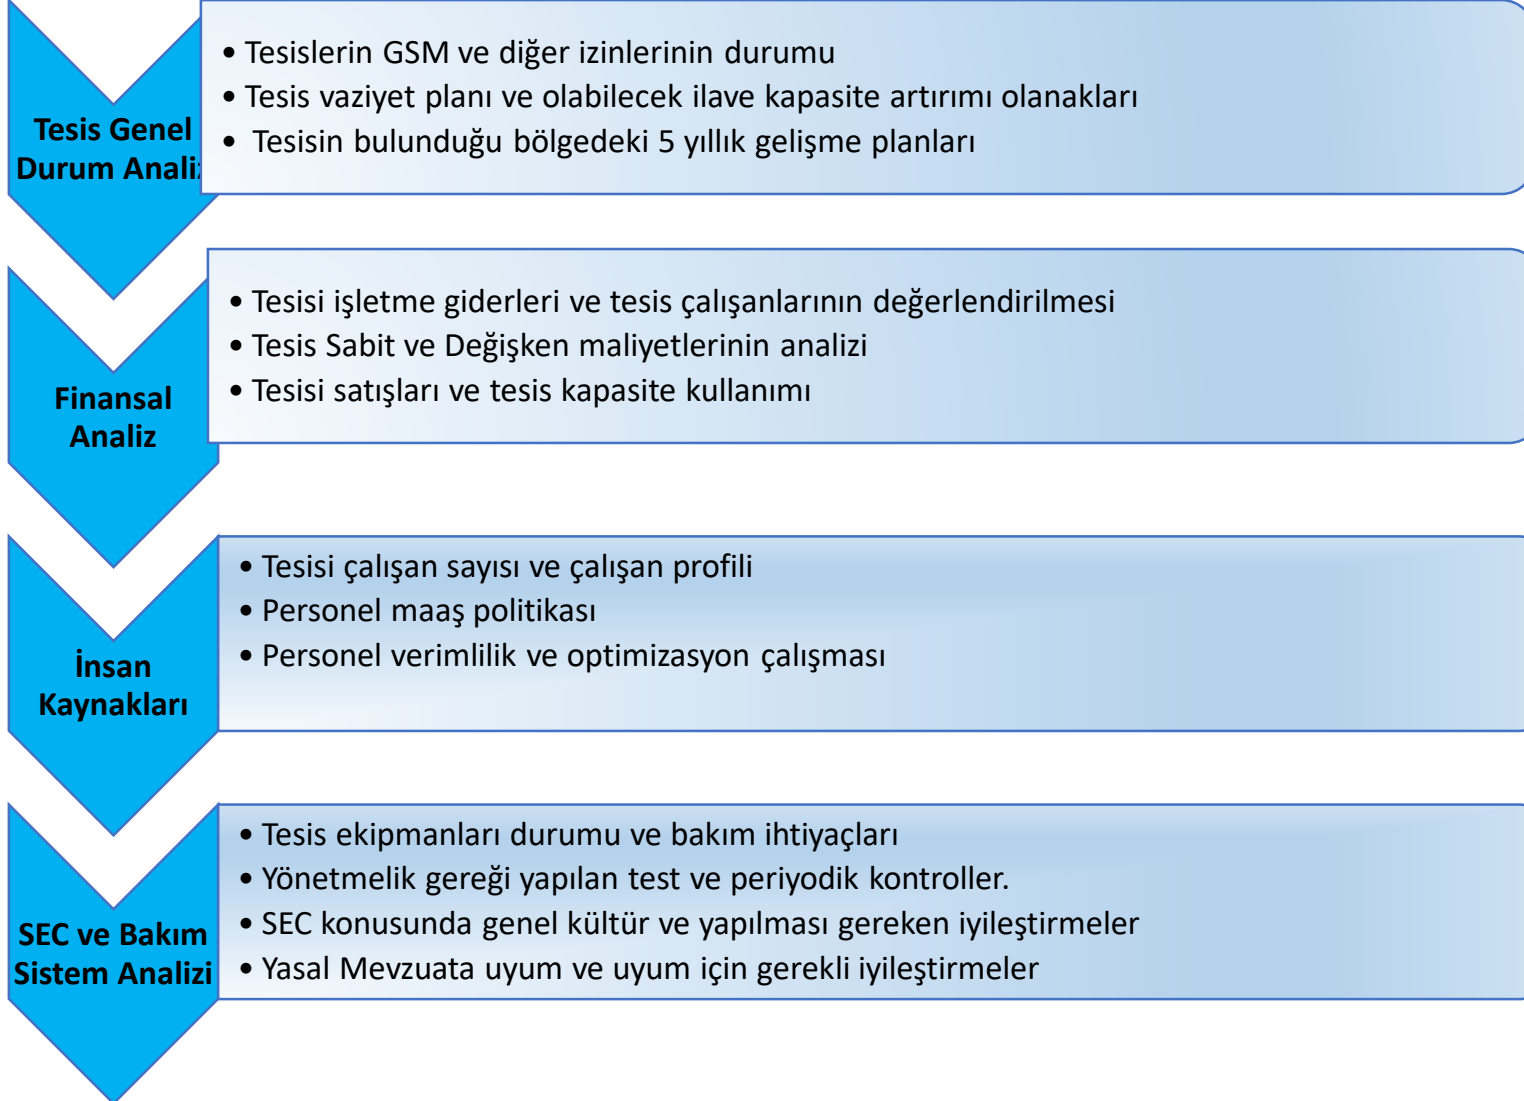 Tesis Genel
Durum Analiz
• Tesislerin GSM ve diğer izinlerinin durumu
• Tesis vaziyet planı ve olabilecek ilave kapasite artırımı olanakları
• Tesisin bulunduğu bölgedeki 5 yıllık gelişme planları
Finansal
Analiz
• Tesisi işletme giderleri ve tesis çalışanlarının değerlendirilmesi
• Tesis Sabit ve Değişken maliyetlerinin analizi
• Tesisi satışları ve tesis kapasite kullanımı
İnsan
Kaynakları
• Tesisi çalışan sayısı ve çalışan profili
• Personel maaş politikası
• Personel verimlilik ve optimizasyon çalışması
SEC ve Bakım
Sistem Analizi
• Tesis ekipmanları durumu ve bakım ihtiyaçları
• Yönetmelik gereği yapılan test ve periyodik kontroller.
• SEC konusunda genel kültür ve yapılması gereken iyileştirmeler
• Yasal Mevzuata uyum ve uyum için gerekli iyileştirmeler